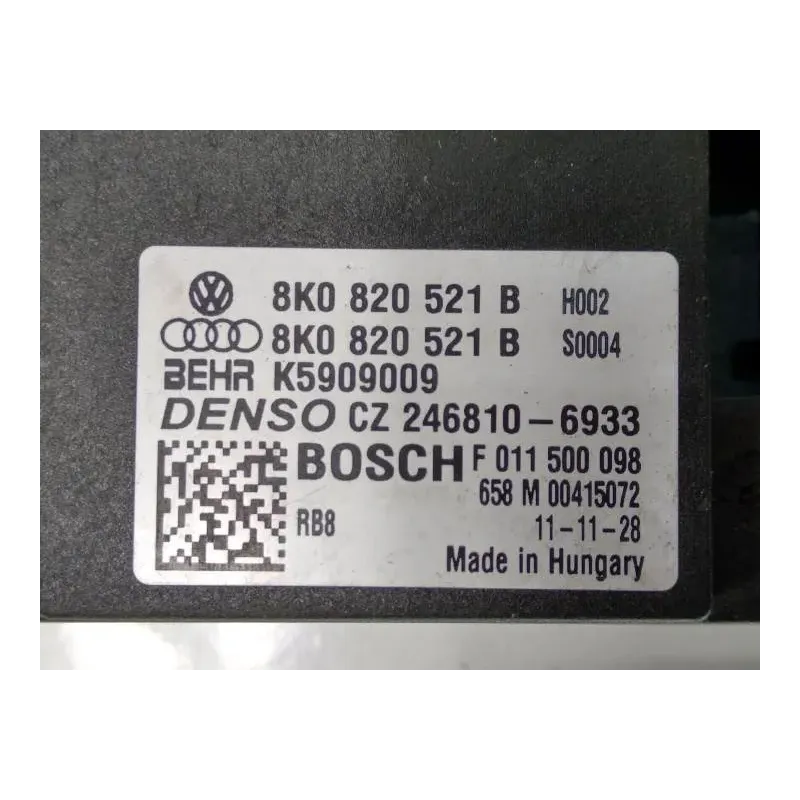 8K0 820 521 B H002
8K0 820 521 B S0004
BEHR K5909009
DENSO CZ 246810-6933
BOSCH F 011 500 098
658 M 00415072
RB8 11-11-28
Made in Hungary